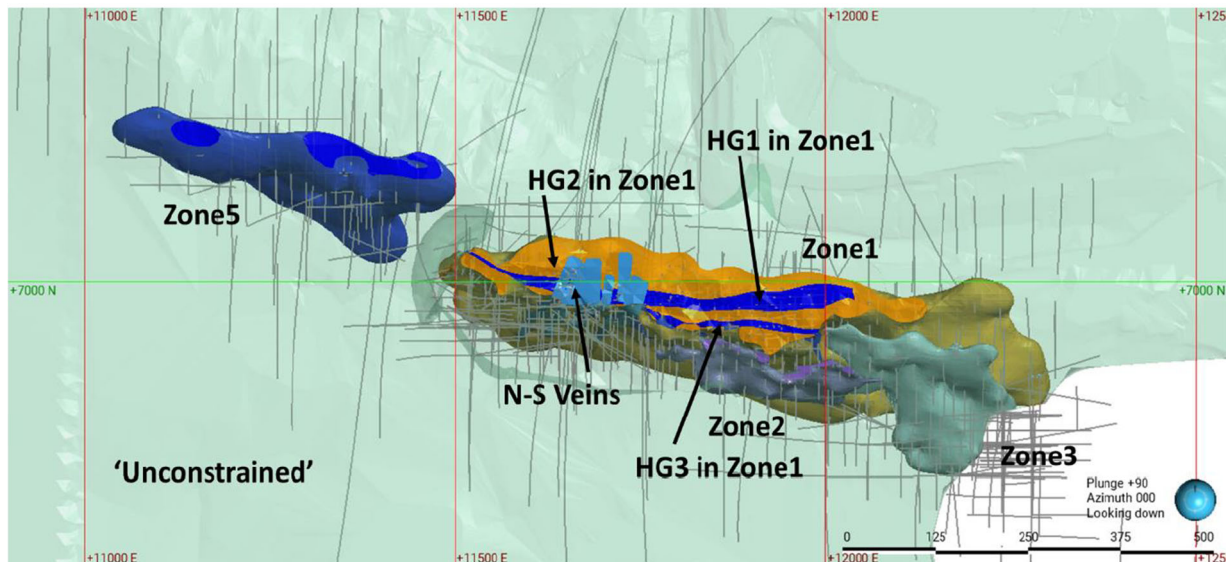 +11000 E
+11500 E
+12000 E
+125
HG1 in Zone1
HG2 in Zone1
Zone5
Zone1
+7000 N
+7000 N
N-S Veins
Zone2
HG3 in Zone1
Zone3
'Unconstrained'
Plunge +90
Azimuth 000
Looking down
0 125 250 375 500
+11000 E
+11500 E
+12000 E
+125